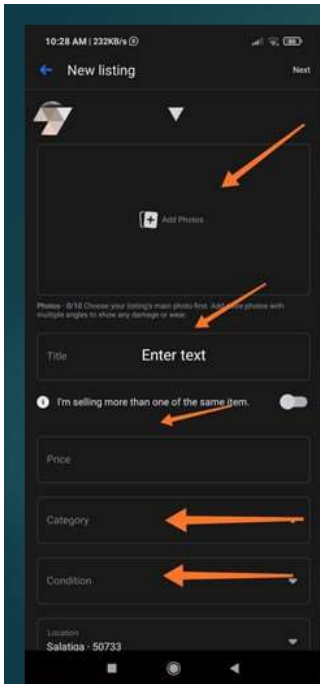 10:28 AM | 232KB/s
New listing
Next
Add Photos
Photos · 0/10 Choose your listing's main photo first. Add more photos with
multiple angles to show any damage or wear.
Title
Enter text
I'm selling more than one of the same item.
Price
Category
Condition
Location
Salatiga · 50733